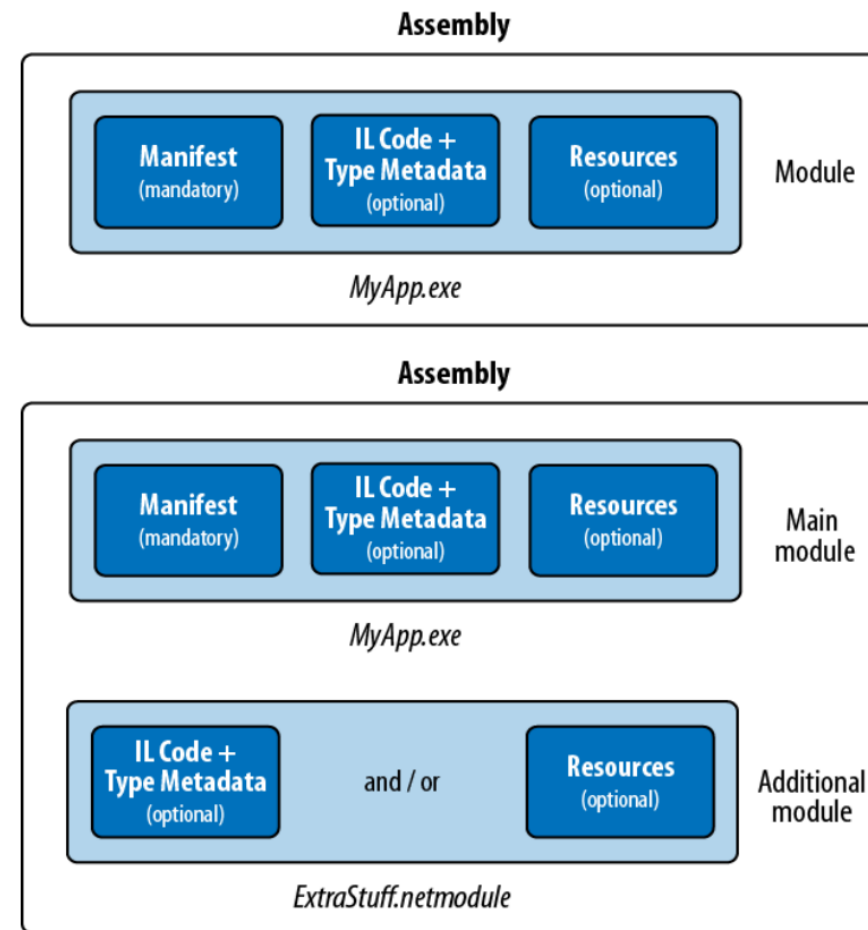 Assembly
Manifest
(mandatory)
IL Code +
Type Metadata
(optional)
Resources
(optional)
Module
MyApp.exe
Assembly
Manifest
(mandatory)
IL Code +
Type Metadata
(optional)
Resources
(optional)
Main
module
MyApp.exe
IL Code +
Type Metadata
(optional)
and / or
Resources
(optional)
Additional
module
ExtraStuff.netmodule